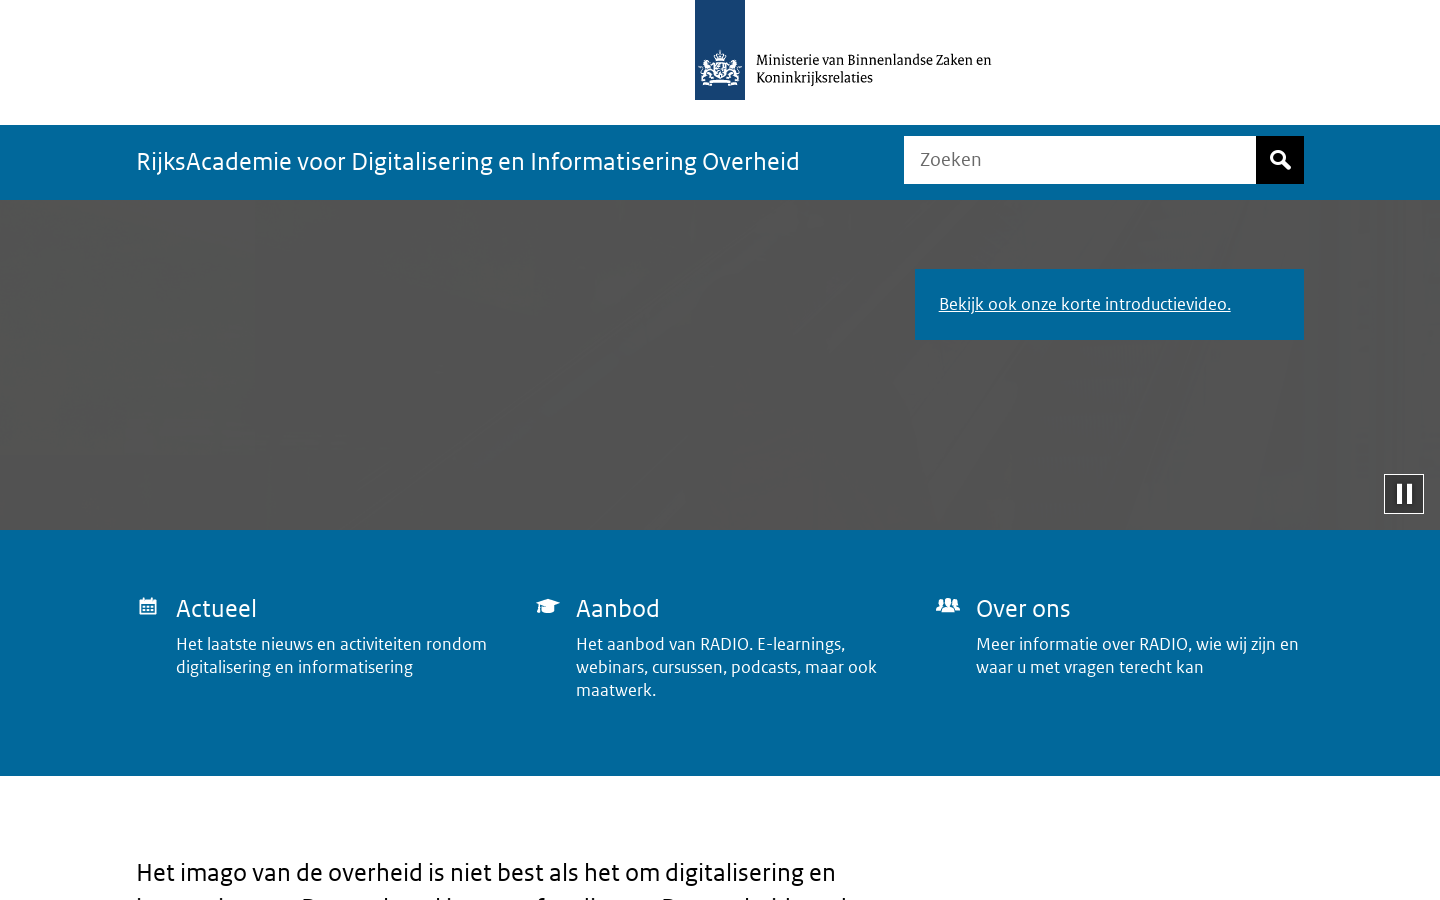 Ministerie van Binnenlandse Zaken en
Koninkrijksrelaties
RijksAcademie voor Digitalisering en Informatisering Overheid
Zoeken
Bekijk ook onze korte introductievideo.
Actueel
Het laatste nieuws en activiteiten rondom
digitalisering en informatisering
Aanbod
Het aanbod van RADIO. E-learnings,
webinars, cursussen, podcasts, maar ook
maatwerk.
Over ons
Meer informatie over RADIO, wie wij zijn en
waar u met vragen terecht kan
Het imago van de overheid is niet best als het om digitalisering en